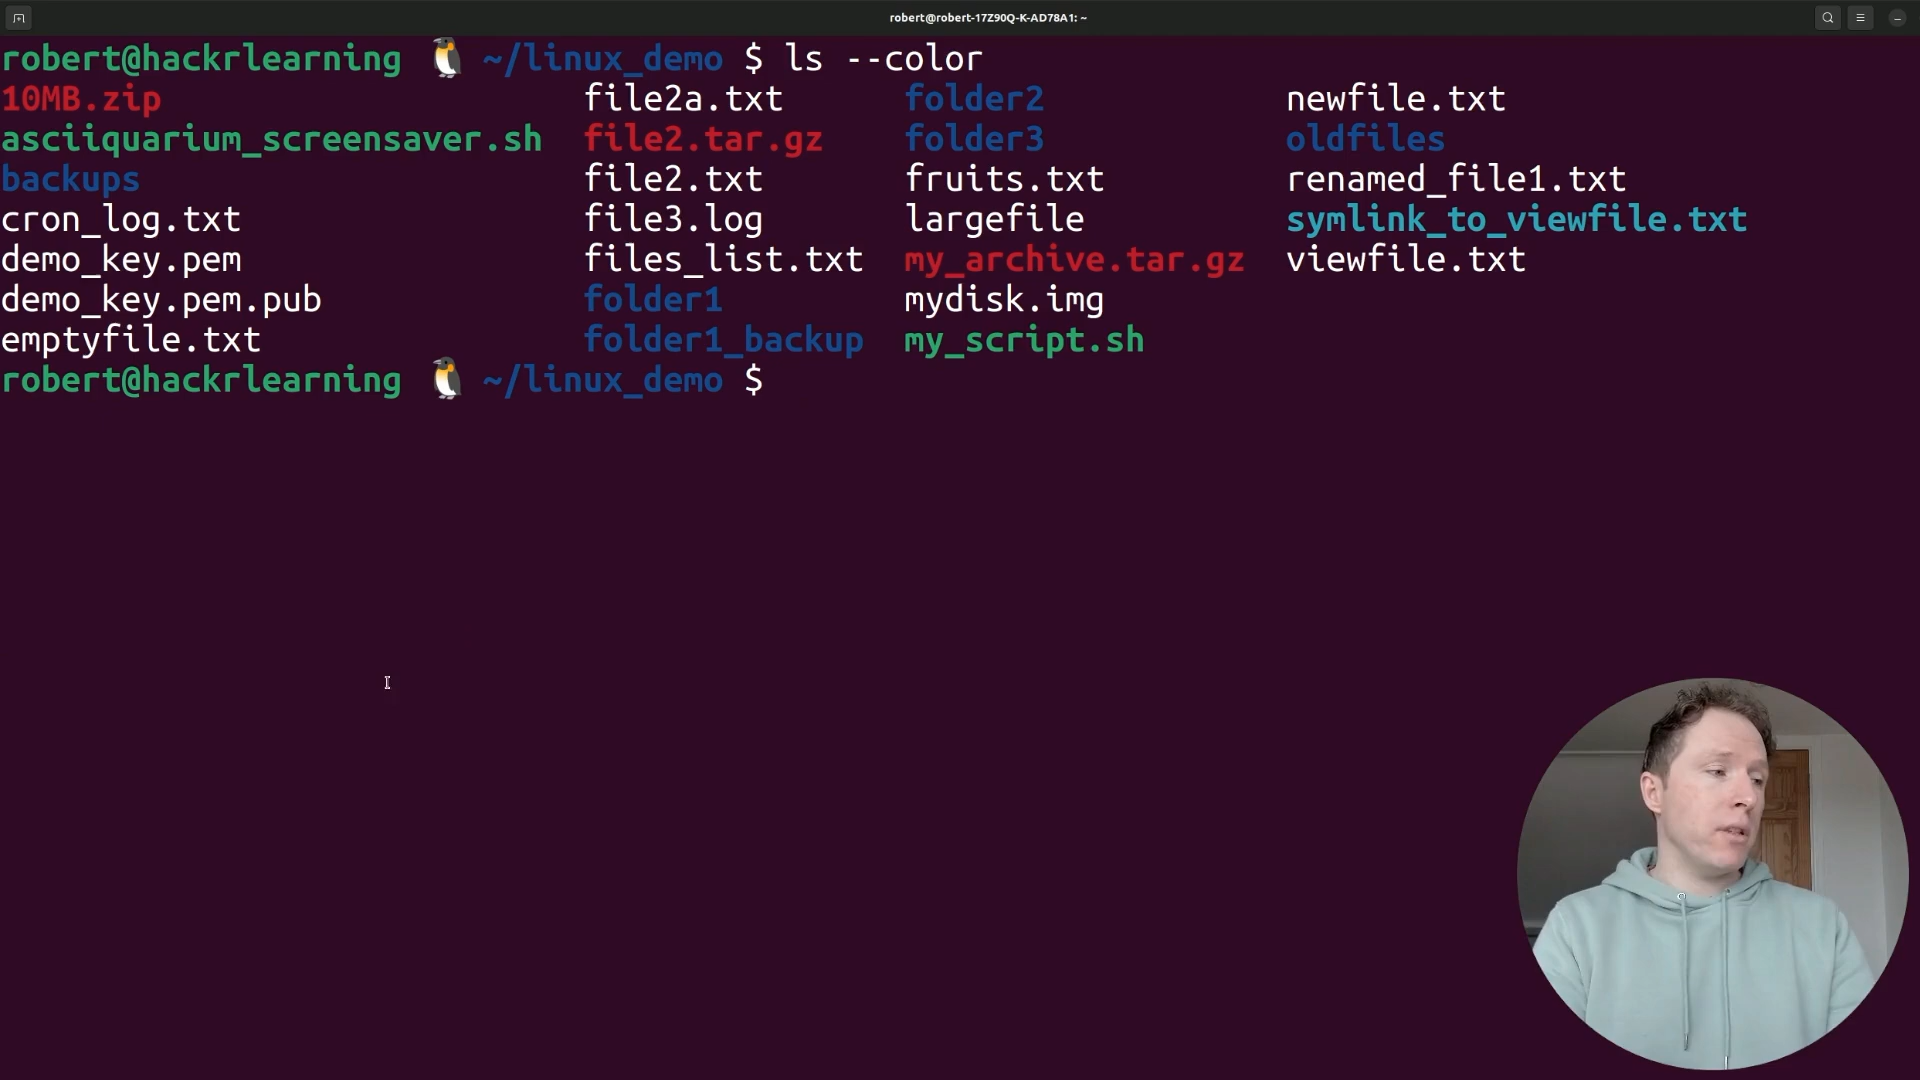 robert@robert-17Z90Q-K-AD78A1: ~
robert@hackrlearning 🐧 ~/linux_demo $ ls --color
10MB.zip file2a.txt folder2 newfile.txt
asciiquarium_screensaver.sh file2.tar.gz folder3 oldfiles
backups file2.txt fruits.txt renamed_file1.txt
cron_log.txt file3.log largefile symlink_to_viewfile.txt
demo_key.pem files_list.txt my_archive.tar.gz viewfile.txt
demo_key.pem.pub folder1 mydisk.img
emptyfile.txt folder1_backup my_script.sh
robert@hackrlearning 🐧 ~/linux_demo $